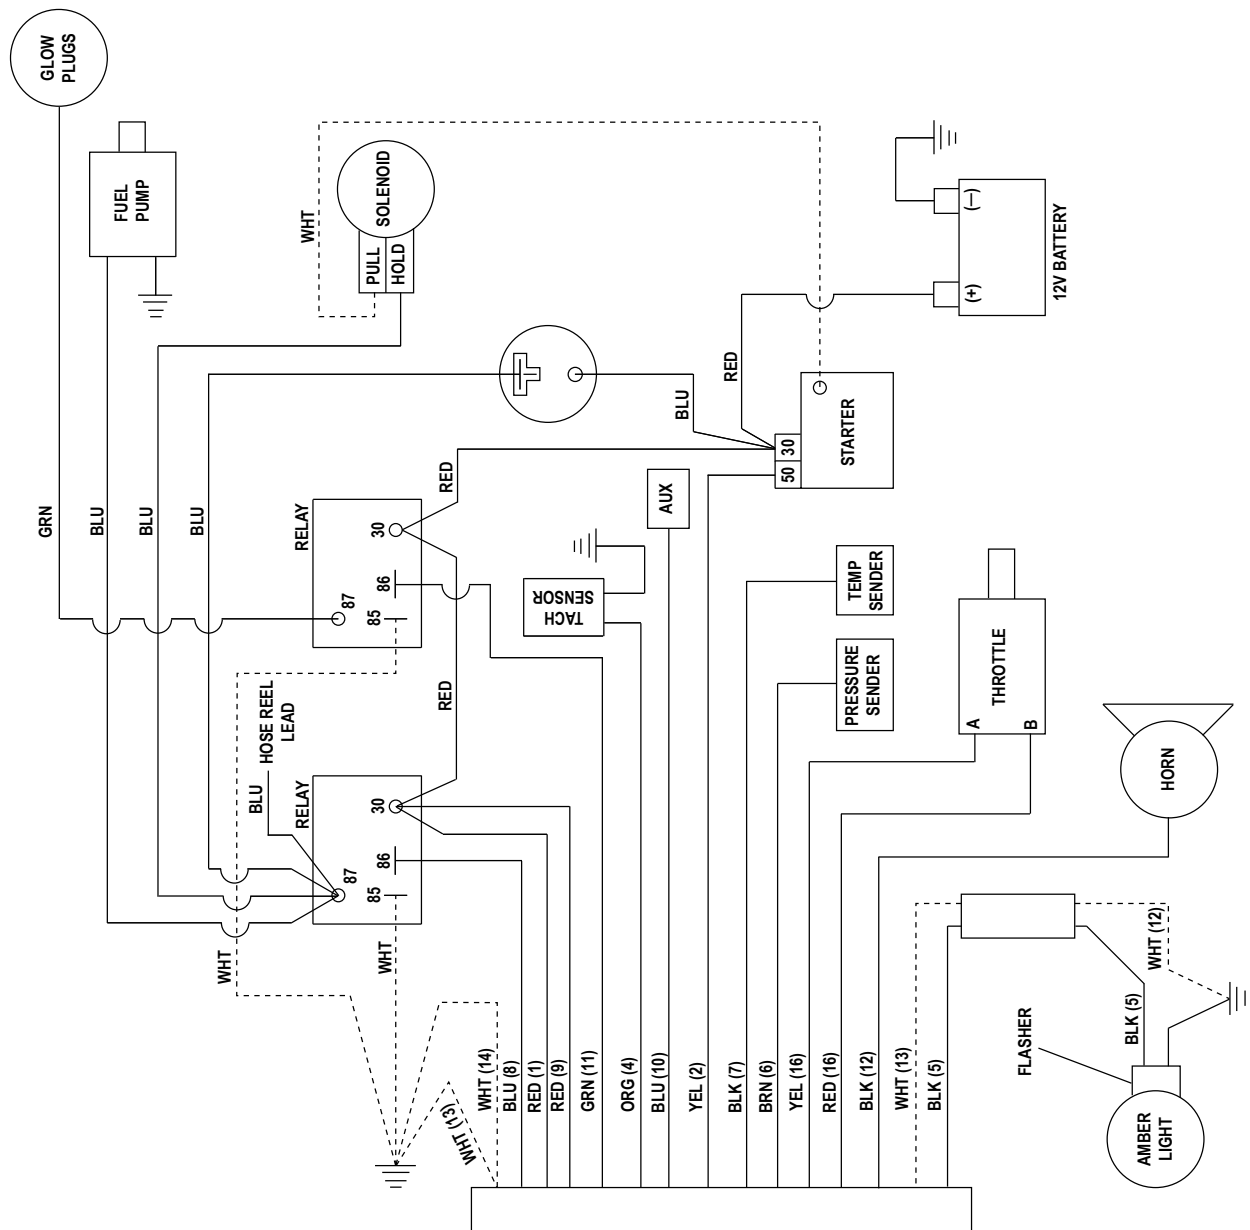 GLOW
PLUGS
FUEL
PUMP
SOLENOID
PULL
HOLD
WHT
(—)
(+)
12V BATTERY
RED
BLU
STARTER
30
50
AUX
RED
GRN
BLU
BLU
BLU
RELAY
30
86
87
85
TACH
SENSOR
TEMP
SENDER
PRESSURE
SENDER
THROTTLE
A
B
HORN
RED
HOSE REEL
LEAD
BLU
RELAY
30
86
87
85
WHT
WHT
WHT (13)
WHT (14)
BLU (8)
RED (1)
RED (9)
GRN (11)
ORG (4)
BLU (10)
YEL (2)
BLK (7)
BRN (6)
YEL (16)
RED (16)
BLK (12)
WHT (13)
BLK (5)
WHT (12)
BLK (5)
FLASHER
AMBER
LIGHT